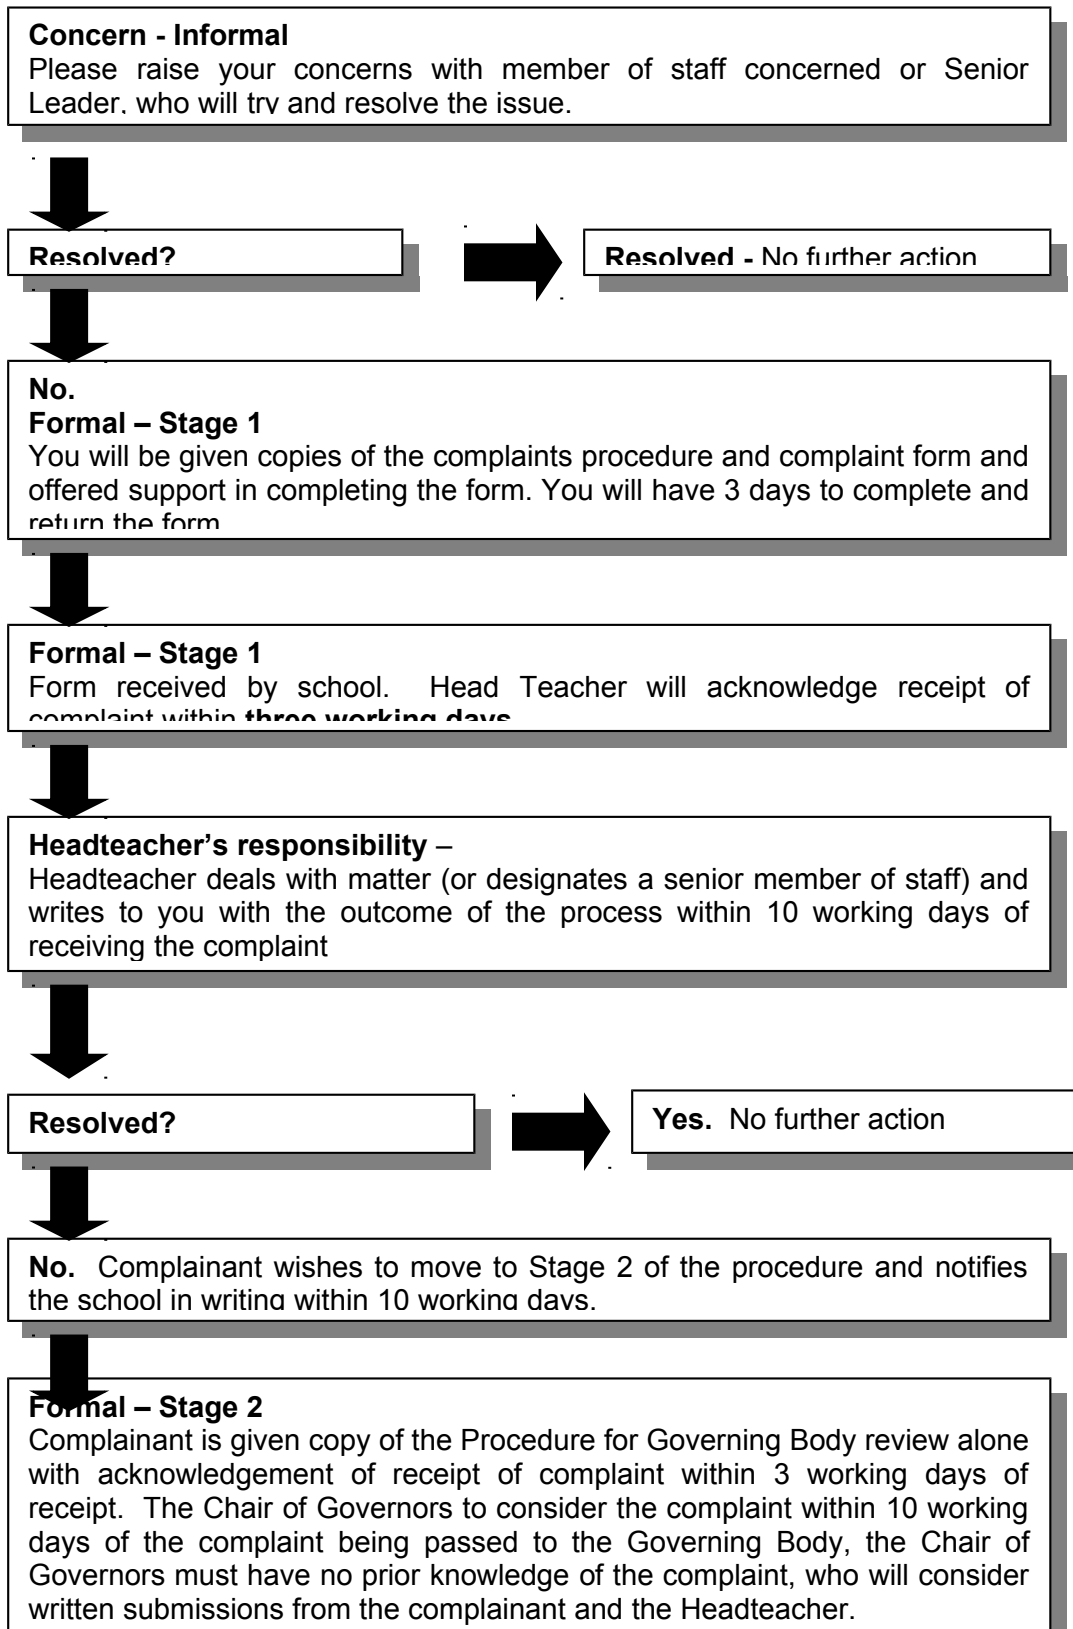 Concern - Informal
Please raise your concerns with member of staff concerned or Senior
Leader, who will try and resolve the issue.
Resolved?
Resolved - No further action
No.
Formal – Stage 1
You will be given copies of the complaints procedure and complaint form and
offered support in completing the form. You will have 3 days to complete and
return the form
Formal – Stage 1
Form received by school. Head Teacher will acknowledge receipt of
complaint within three working days
Headteacher’s responsibility –
Headteacher deals with matter (or designates a senior member of staff) and
writes to you with the outcome of the process within 10 working days of
receiving the complaint
Resolved?
Yes. No further action
No. Complainant wishes to move to Stage 2 of the procedure and notifies
the school in writing within 10 working days.
Formal – Stage 2
Complainant is given copy of the Procedure for Governing Body review alone
with acknowledgement of receipt of complaint within 3 working days of
receipt. The Chair of Governors to consider the complaint within 10 working
days of the complaint being passed to the Governing Body, the Chair of
Governors must have no prior knowledge of the complaint, who will consider
written submissions from the complainant and the Headteacher.